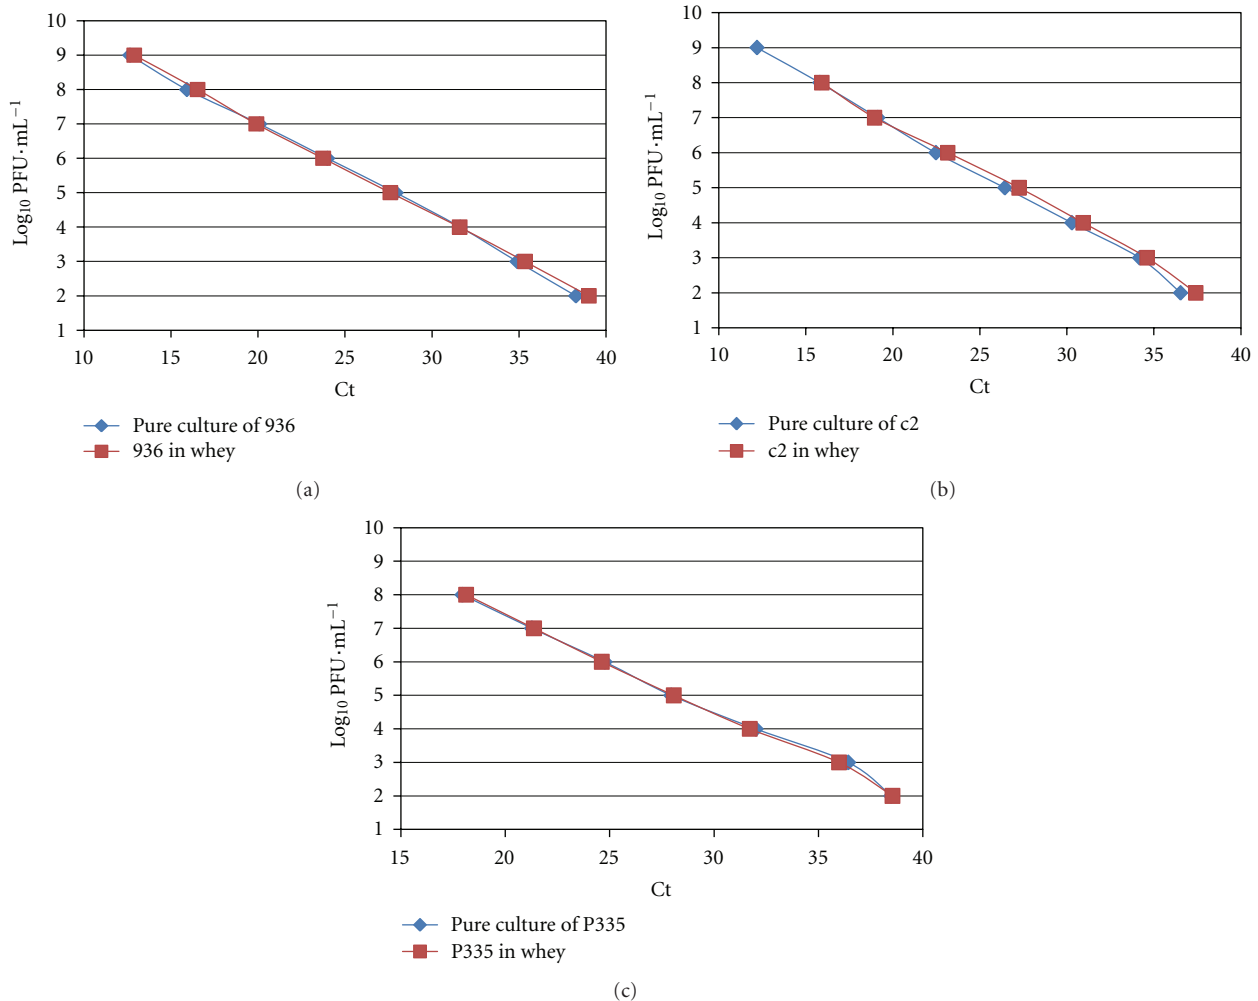 10
9
8
7
6
5
4
3
2
1
Log₁₀ PFU·mL⁻¹
10 15 20 25 30 35 40
Ct
Pure culture of 936
936 in whey
(a)
10
9
8
7
6
5
4
3
2
1
Log₁₀ PFU·mL⁻¹
10 15 20 25 30 35 40
Ct
Pure culture of c2
c2 in whey
(b)
10
9
8
7
6
5
4
3
2
1
Log₁₀ PFU·mL⁻¹
15 20 25 30 35 40
Ct
Pure culture of P335
P335 in whey
(c)